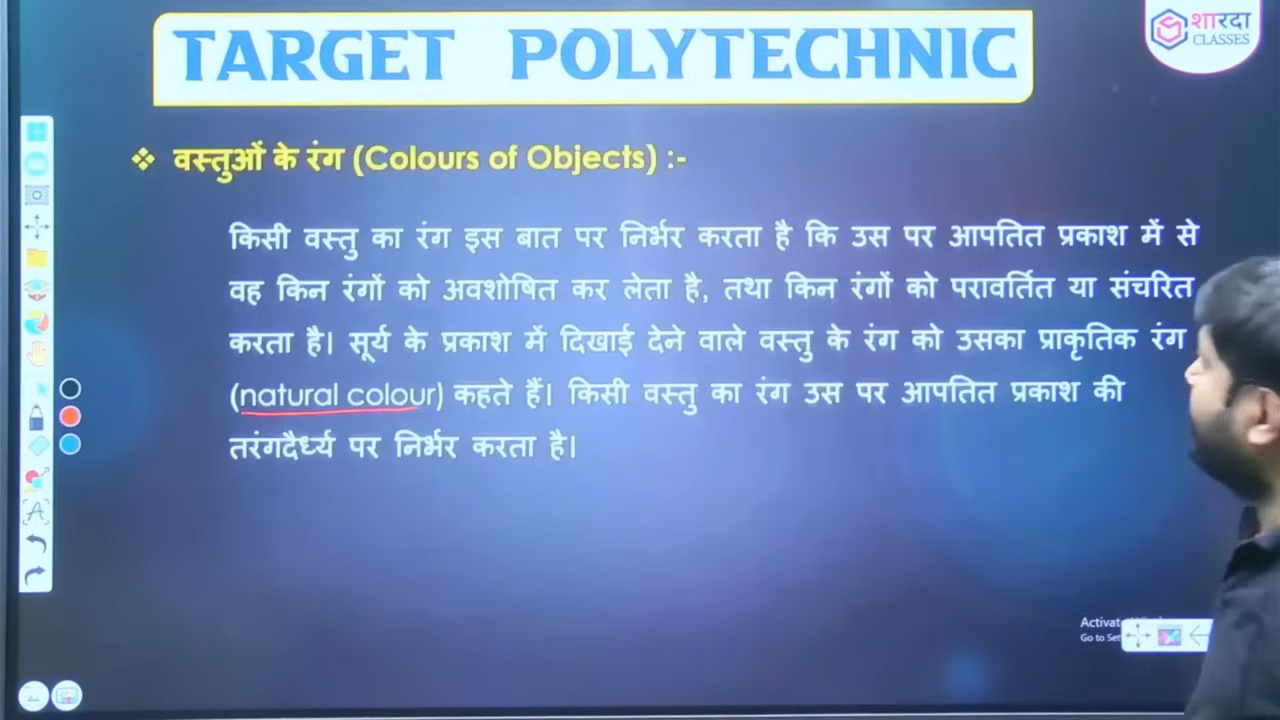 TARGET POLYTECHNIC
शारदा
CLASSES
❖ वस्तुओं के रंग (Colours of Objects) :-
किसी वस्तु का रंग इस बात पर निर्भर करता है कि उस पर आपतित प्रकाश में से
वह किन रंगों को अवशोषित कर लेता है, तथा किन रंगों को परावर्तित या संचरित
करता है। सूर्य के प्रकाश में दिखाई देने वाले वस्तु के रंग को उसका प्राकृतिक रंग
(natural colour) कहते हैं। किसी वस्तु का रंग उस पर आपतित प्रकाश की
तरंगदैर्ध्य पर निर्भर करता है।
Go to